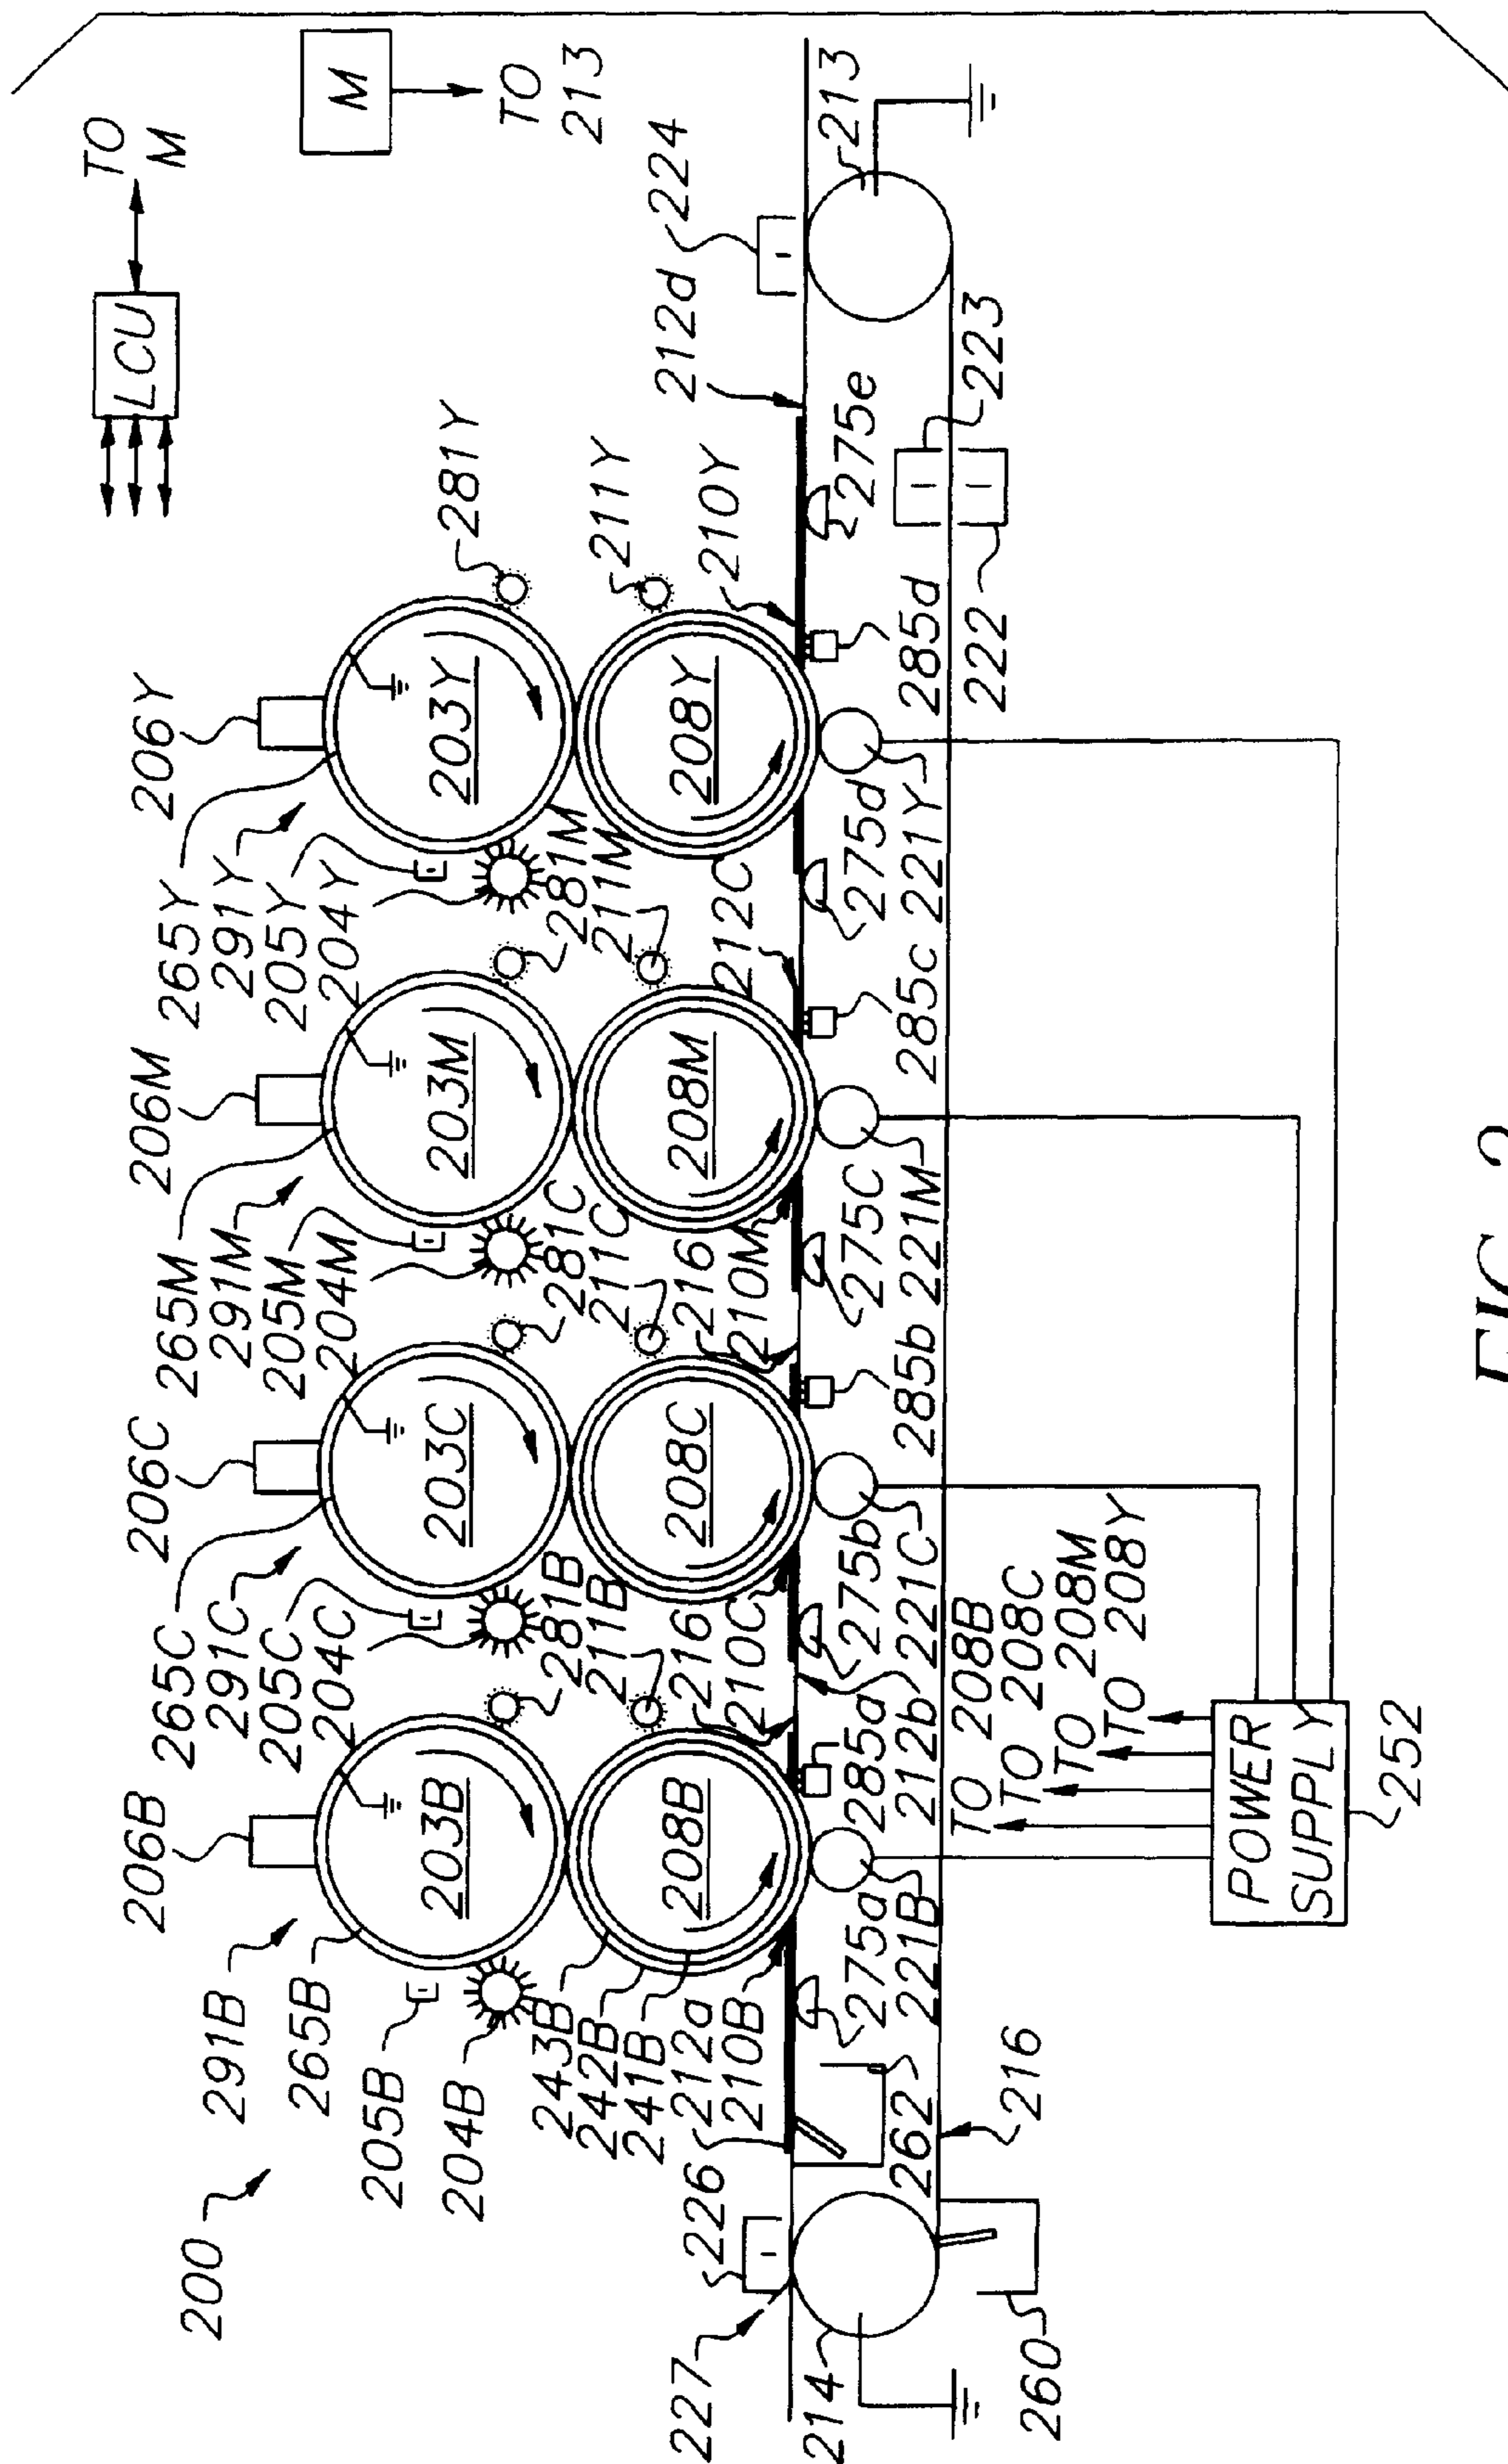 200
291B
265B
205B
204B
206B
243B
242B
241B
212a
210B
203B
208B
265C
291C
205C
204C
206C
281B
211B
216
210C
203C
208C
265M
291M
205M
204M
206M
281C
211C
216
210M
203M
208M
265Y
291Y
205Y
204Y
206Y
281M
211M
212C
203Y
208Y
281Y
211Y
210Y
LCU
TO
M
M
TO
213
212d
224
213
227
226
214
260
262
216
275a
221B
285a
212b
275b
221C
285b
275C
221M
285c
275d
221Y
285d
222
275e
223
TO 208B
TO 208C
TO 208M
TO 208Y
POWER
SUPPLY
252
FIG. 2